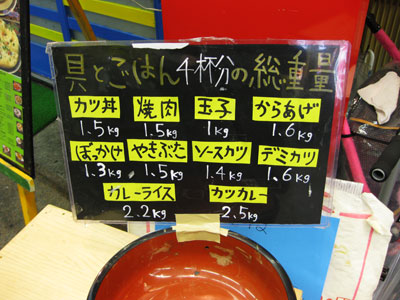 具とごはん4杯分の総重量
カツ丼 焼肉 玉子 からあげ
1.5kg 1.5kg 1kg 1.6kg
ぼっかけ やきぶた ソースカツ デミカツ
1.3kg 1.5kg 1.4kg 1.6kg
カレーライス カツカレー
2.2kg 2.5kg